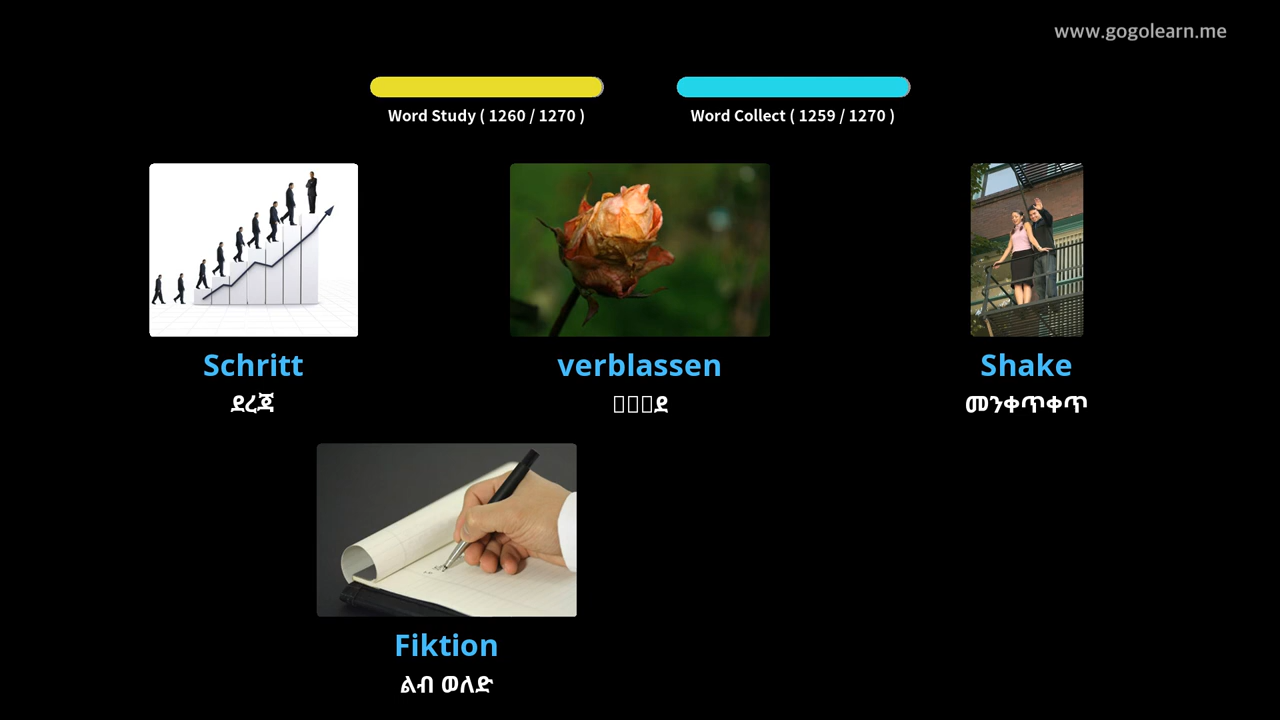 www.gogolearn.me
Word Study ( 1260 / 1270 )
Word Collect ( 1259 / 1270 )
Schritt
verblassen
Shake
ደረጃ
መንቀጥቀጥ
Fiktion
ልብ ወለድ